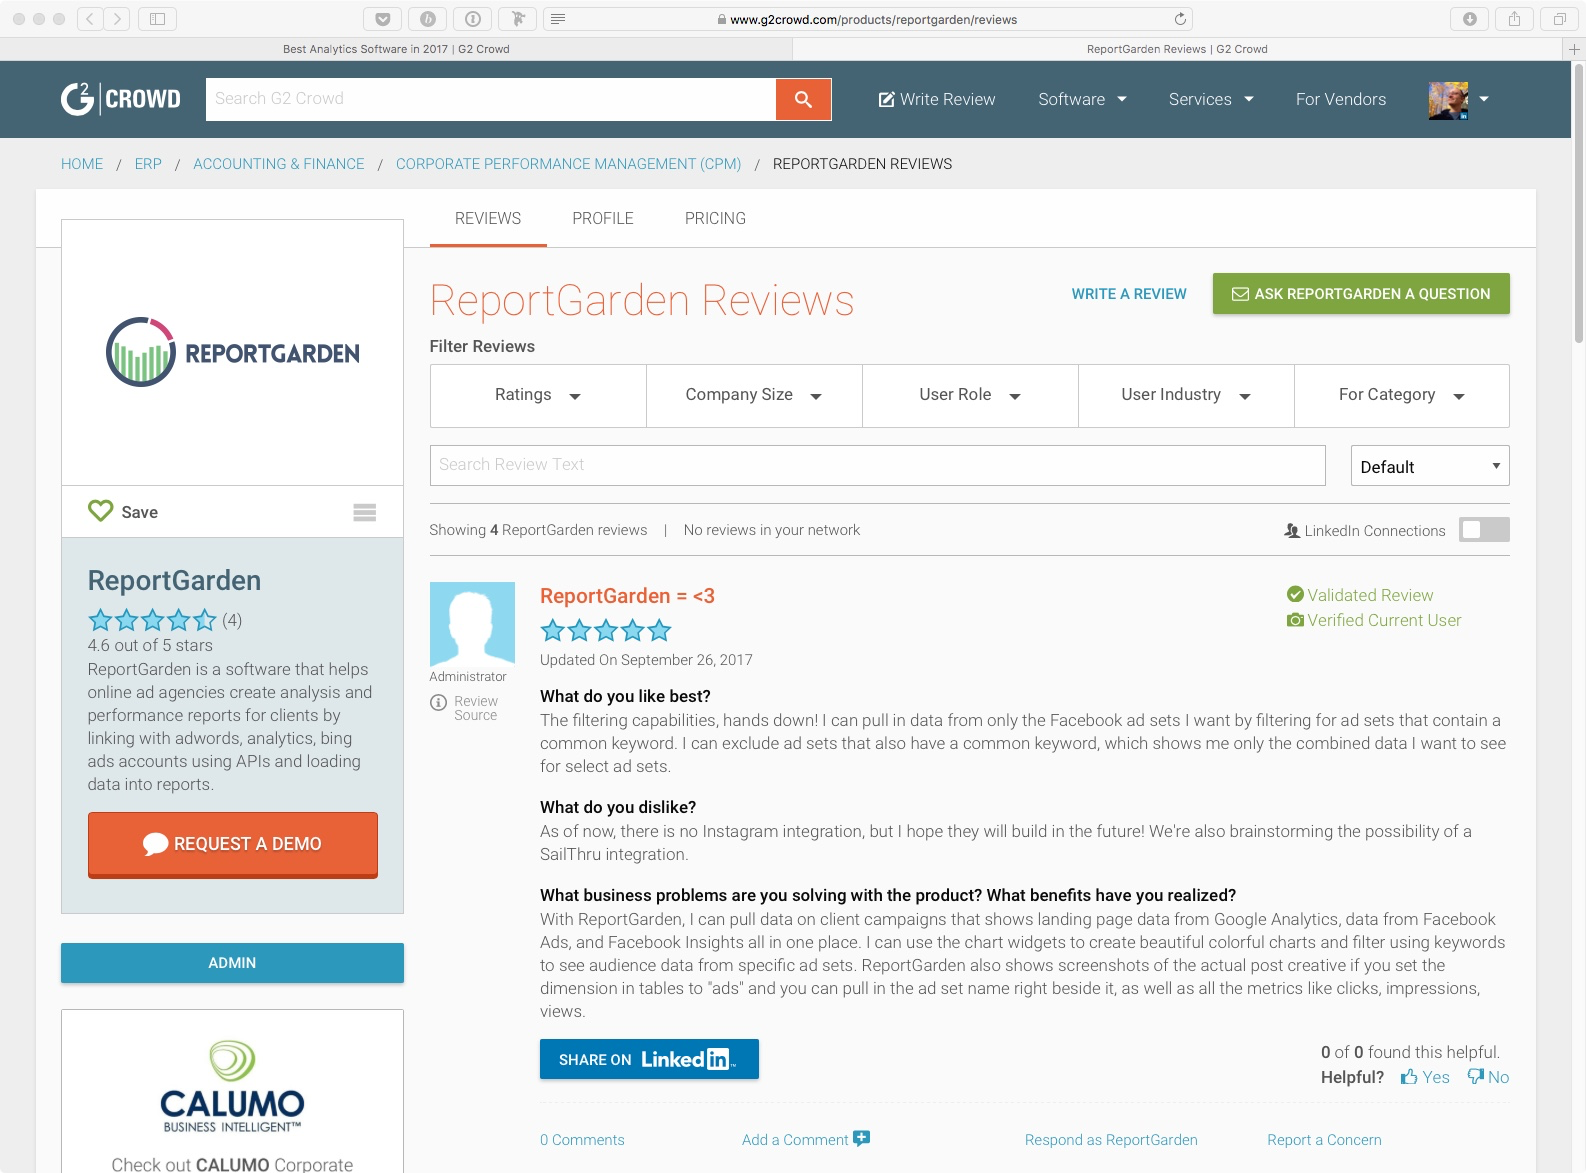 www.g2crowd.com/products/reportgarden/reviews
Best Analytics Software in 2017 | G2 Crowd
ReportGarden Reviews | G2 Crowd
G2 | CROWD
Search G2 Crowd
Write Review
Software
Services
For Vendors
HOME / ERP / ACCOUNTING & FINANCE / CORPORATE PERFORMANCE MANAGEMENT (CPM) / REPORTGARDEN REVIEWS
REVIEWS
PROFILE
PRICING
REPORTGARDEN
Save
ReportGarden
(4)
4.6 out of 5 stars
ReportGarden is a software that helps
online ad agencies create analysis and
performance reports for clients by
linking with adwords, analytics, bing
ads accounts using APIs and loading
data into reports.
REQUEST A DEMO
ADMIN
CALUMO
BUSINESS INTELLIGENT™
Check out CALUMO Corporate
ReportGarden Reviews
WRITE A REVIEW
ASK REPORTGARDEN A QUESTION
Filter Reviews
Ratings
Company Size
User Role
User Industry
For Category
Search Review Text
Default
Showing 4 ReportGarden reviews | No reviews in your network
LinkedIn Connections
Administrator
Review
Source
ReportGarden = <3
Validated Review
Verified Current User
Updated On September 26, 2017
What do you like best?
The filtering capabilities, hands down! I can pull in data from only the Facebook ad sets I want by filtering for ad sets that contain a
common keyword. I can exclude ad sets that also have a common keyword, which shows me only the combined data I want to see
for select ad sets.
What do you dislike?
As of now, there is no Instagram integration, but I hope they will build in the future! We're also brainstorming the possibility of a
SailThru integration.
What business problems are you solving with the product? What benefits have you realized?
With ReportGarden, I can pull data on client campaigns that shows landing page data from Google Analytics, data from Facebook
Ads, and Facebook Insights all in one place. I can use the chart widgets to create beautiful colorful charts and filter using keywords
to see audience data from specific ad sets. ReportGarden also shows screenshots of the actual post creative if you set the
dimension in tables to "ads" and you can pull in the ad set name right beside it, as well as all the metrics like clicks, impressions,
views.
SHARE ON Linked in™
0 of 0 found this helpful.
Helpful? Yes No
0 Comments
Add a Comment
Respond as ReportGarden
Report a Concern